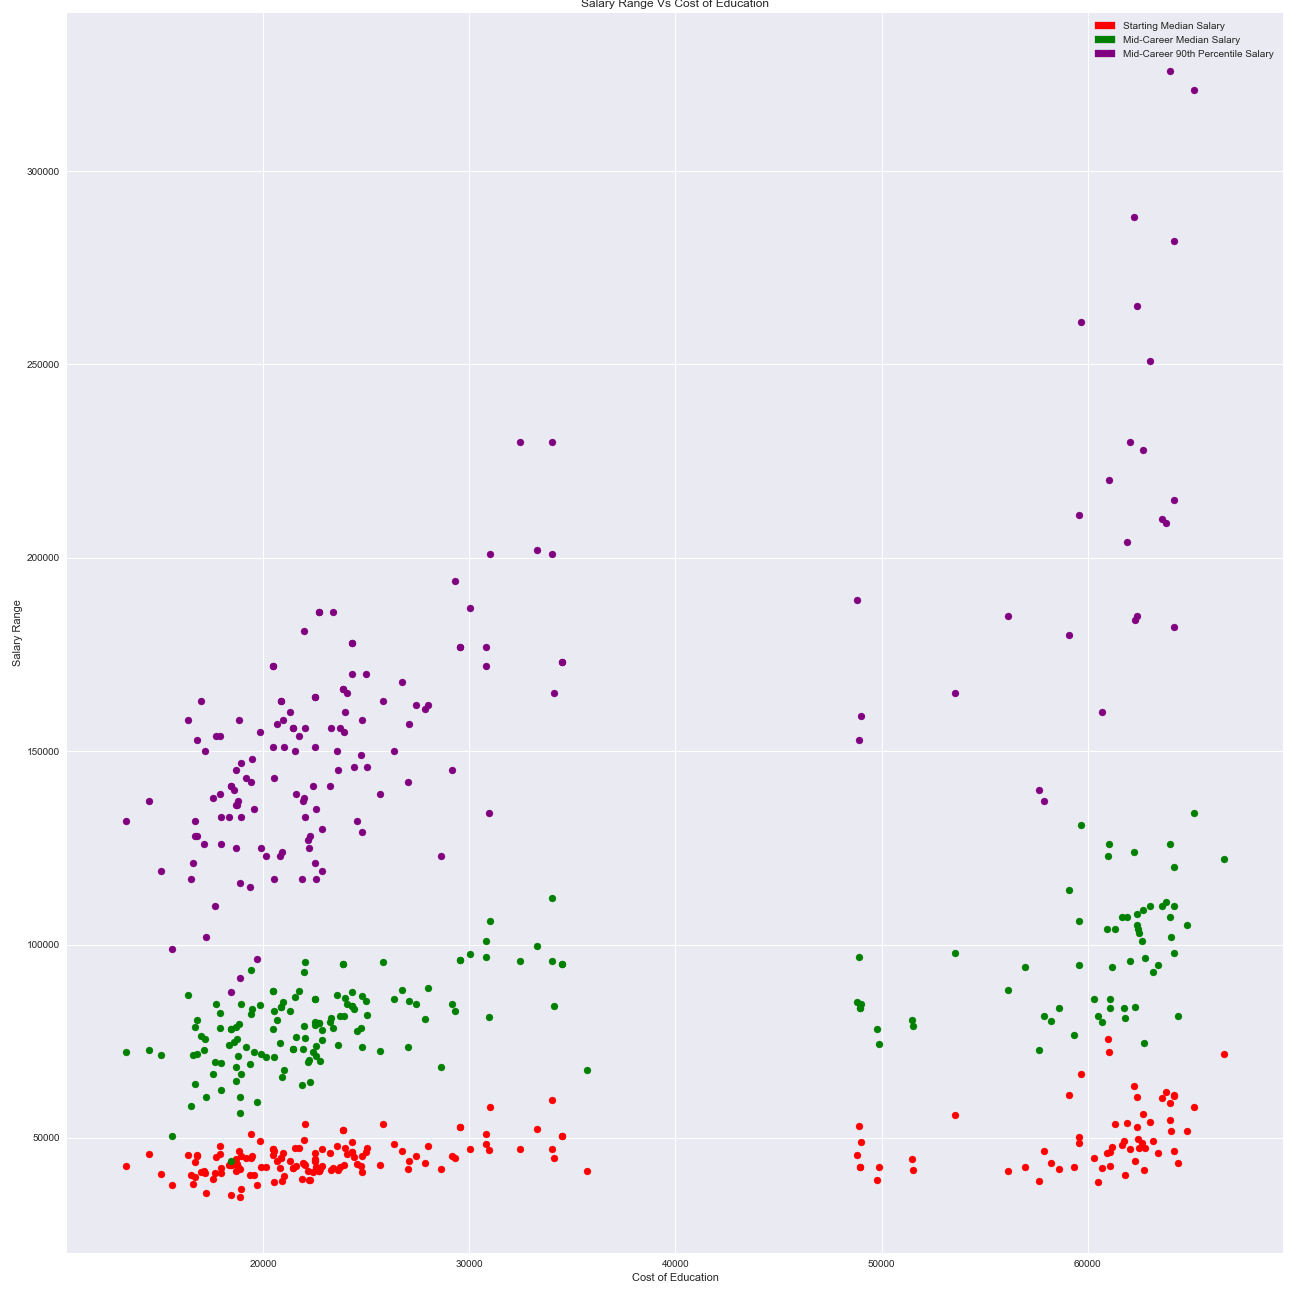 Salary Range Vs Cost of Education
Starting Median Salary
Mid-Career Median Salary
Mid-Career 90th Percentile Salary
300000
250000
200000
150000
100000
50000
Salary Range
20000
30000
40000
50000
60000
Cost of Education